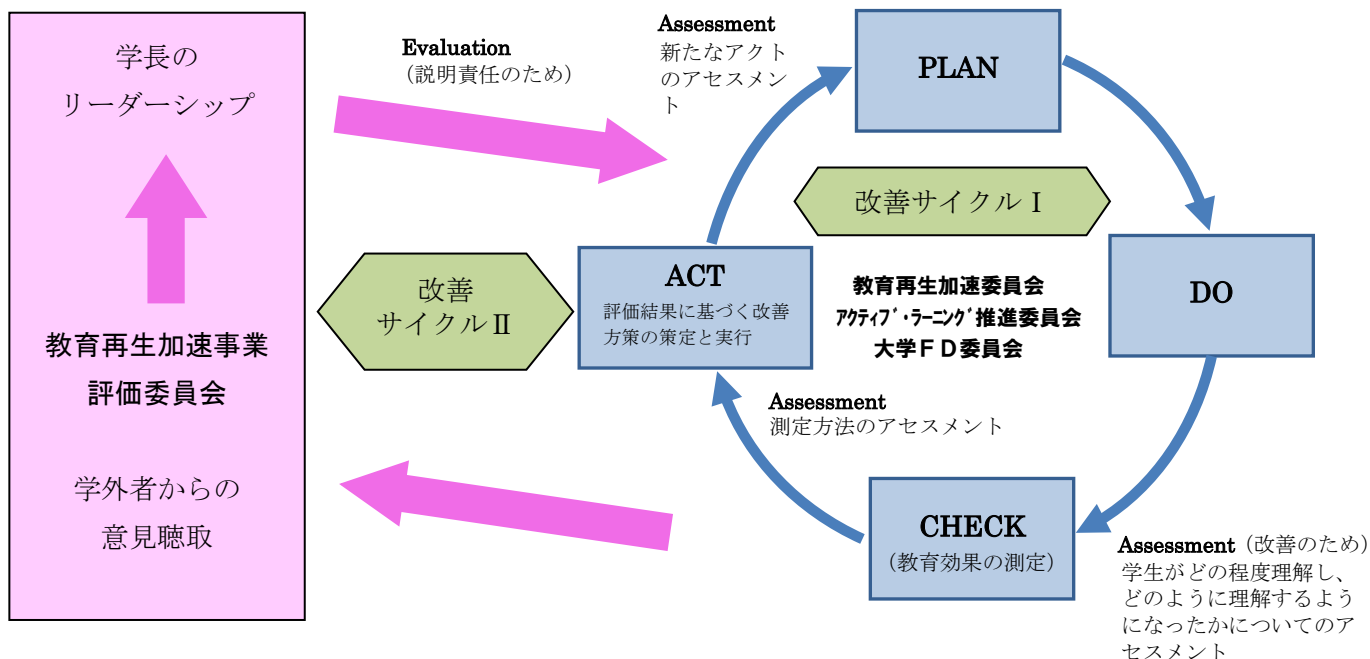 学長の
リーダーシップ
教育再生加速事業
評価委員会
学外者からの
意見聴取
Evaluation
（説明責任のため）
Assessment
新たなアクト
のアセスメン
ト
PLAN
改善サイクル Ⅰ
改善
サイクルⅡ
ACT
評価結果に基づく改善
方策の策定と実行
教育再生加速委員会
アクティブ・ラーニング推進委員会
大学ＦＤ委員会
DO
Assessment
測定方法のアセスメント
CHECK
（教育効果の測定）
Assessment（改善のため）
学生がどの程度理解し、
どのように理解するよう
になったかについてのア
セスメント